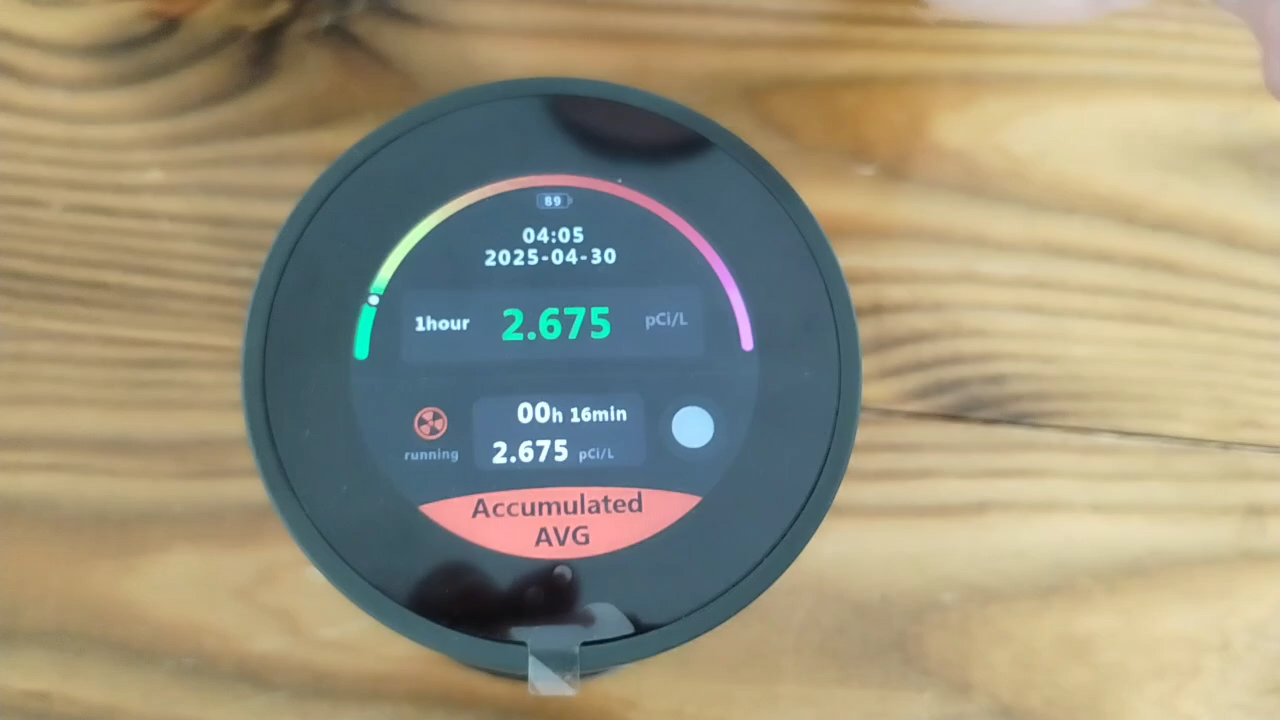 89
04:05
2025-04-30
1hour 2.675 pCi/L
00h 16min
running 2.675 pCi/L
Accumulated
AVG